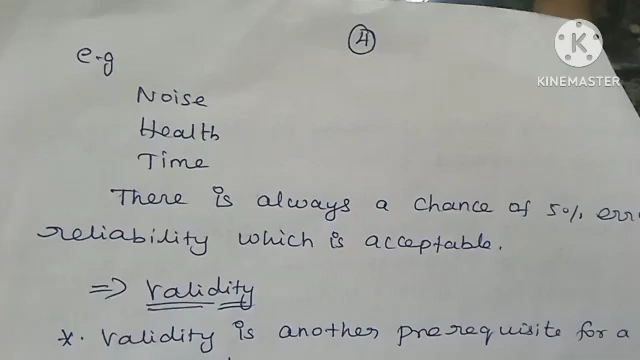 4
e.g
KINEMASTER
Noise
Health
Time
There is always a chance of 5%
reliability which is acceptable.
=> validity
*. validity is another prerequisite for a